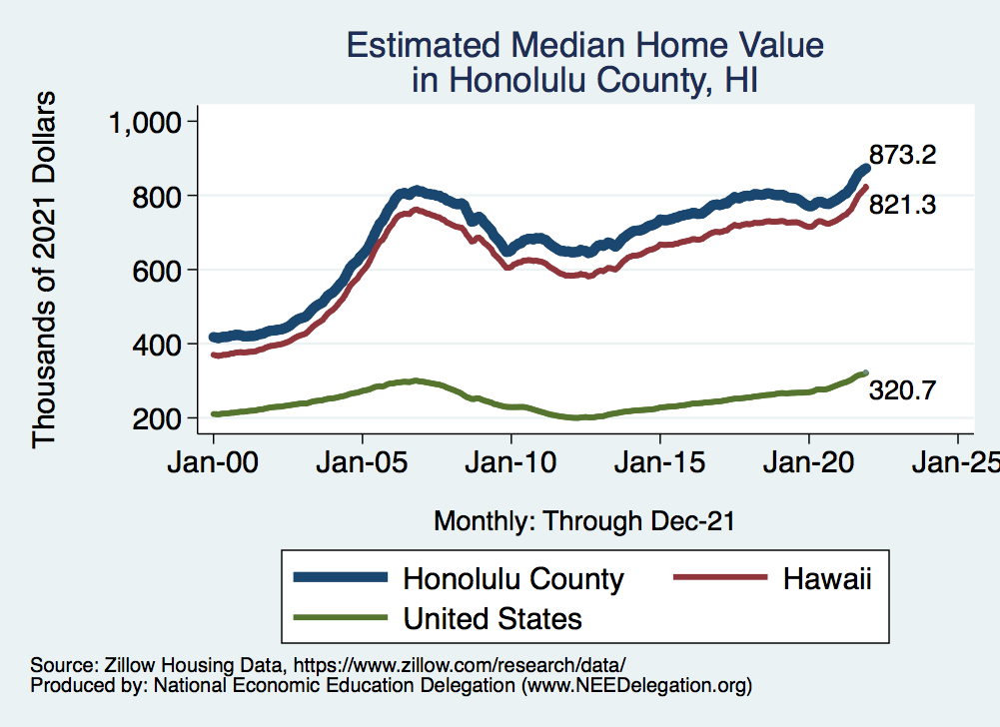 Estimated Median Home Value
in Honolulu County, HI
Thousands of 2021 Dollars
1,000
800
600
400
200
873.2
821.3
320.7
Jan-00 Jan-05 Jan-10 Jan-15 Jan-20 Jan-25
Monthly: Through Dec-21
Honolulu County Hawaii
United States
Source: Zillow Housing Data, https://www.zillow.com/research/data/
Produced by: National Economic Education Delegation (www.NEEDelegation.org)